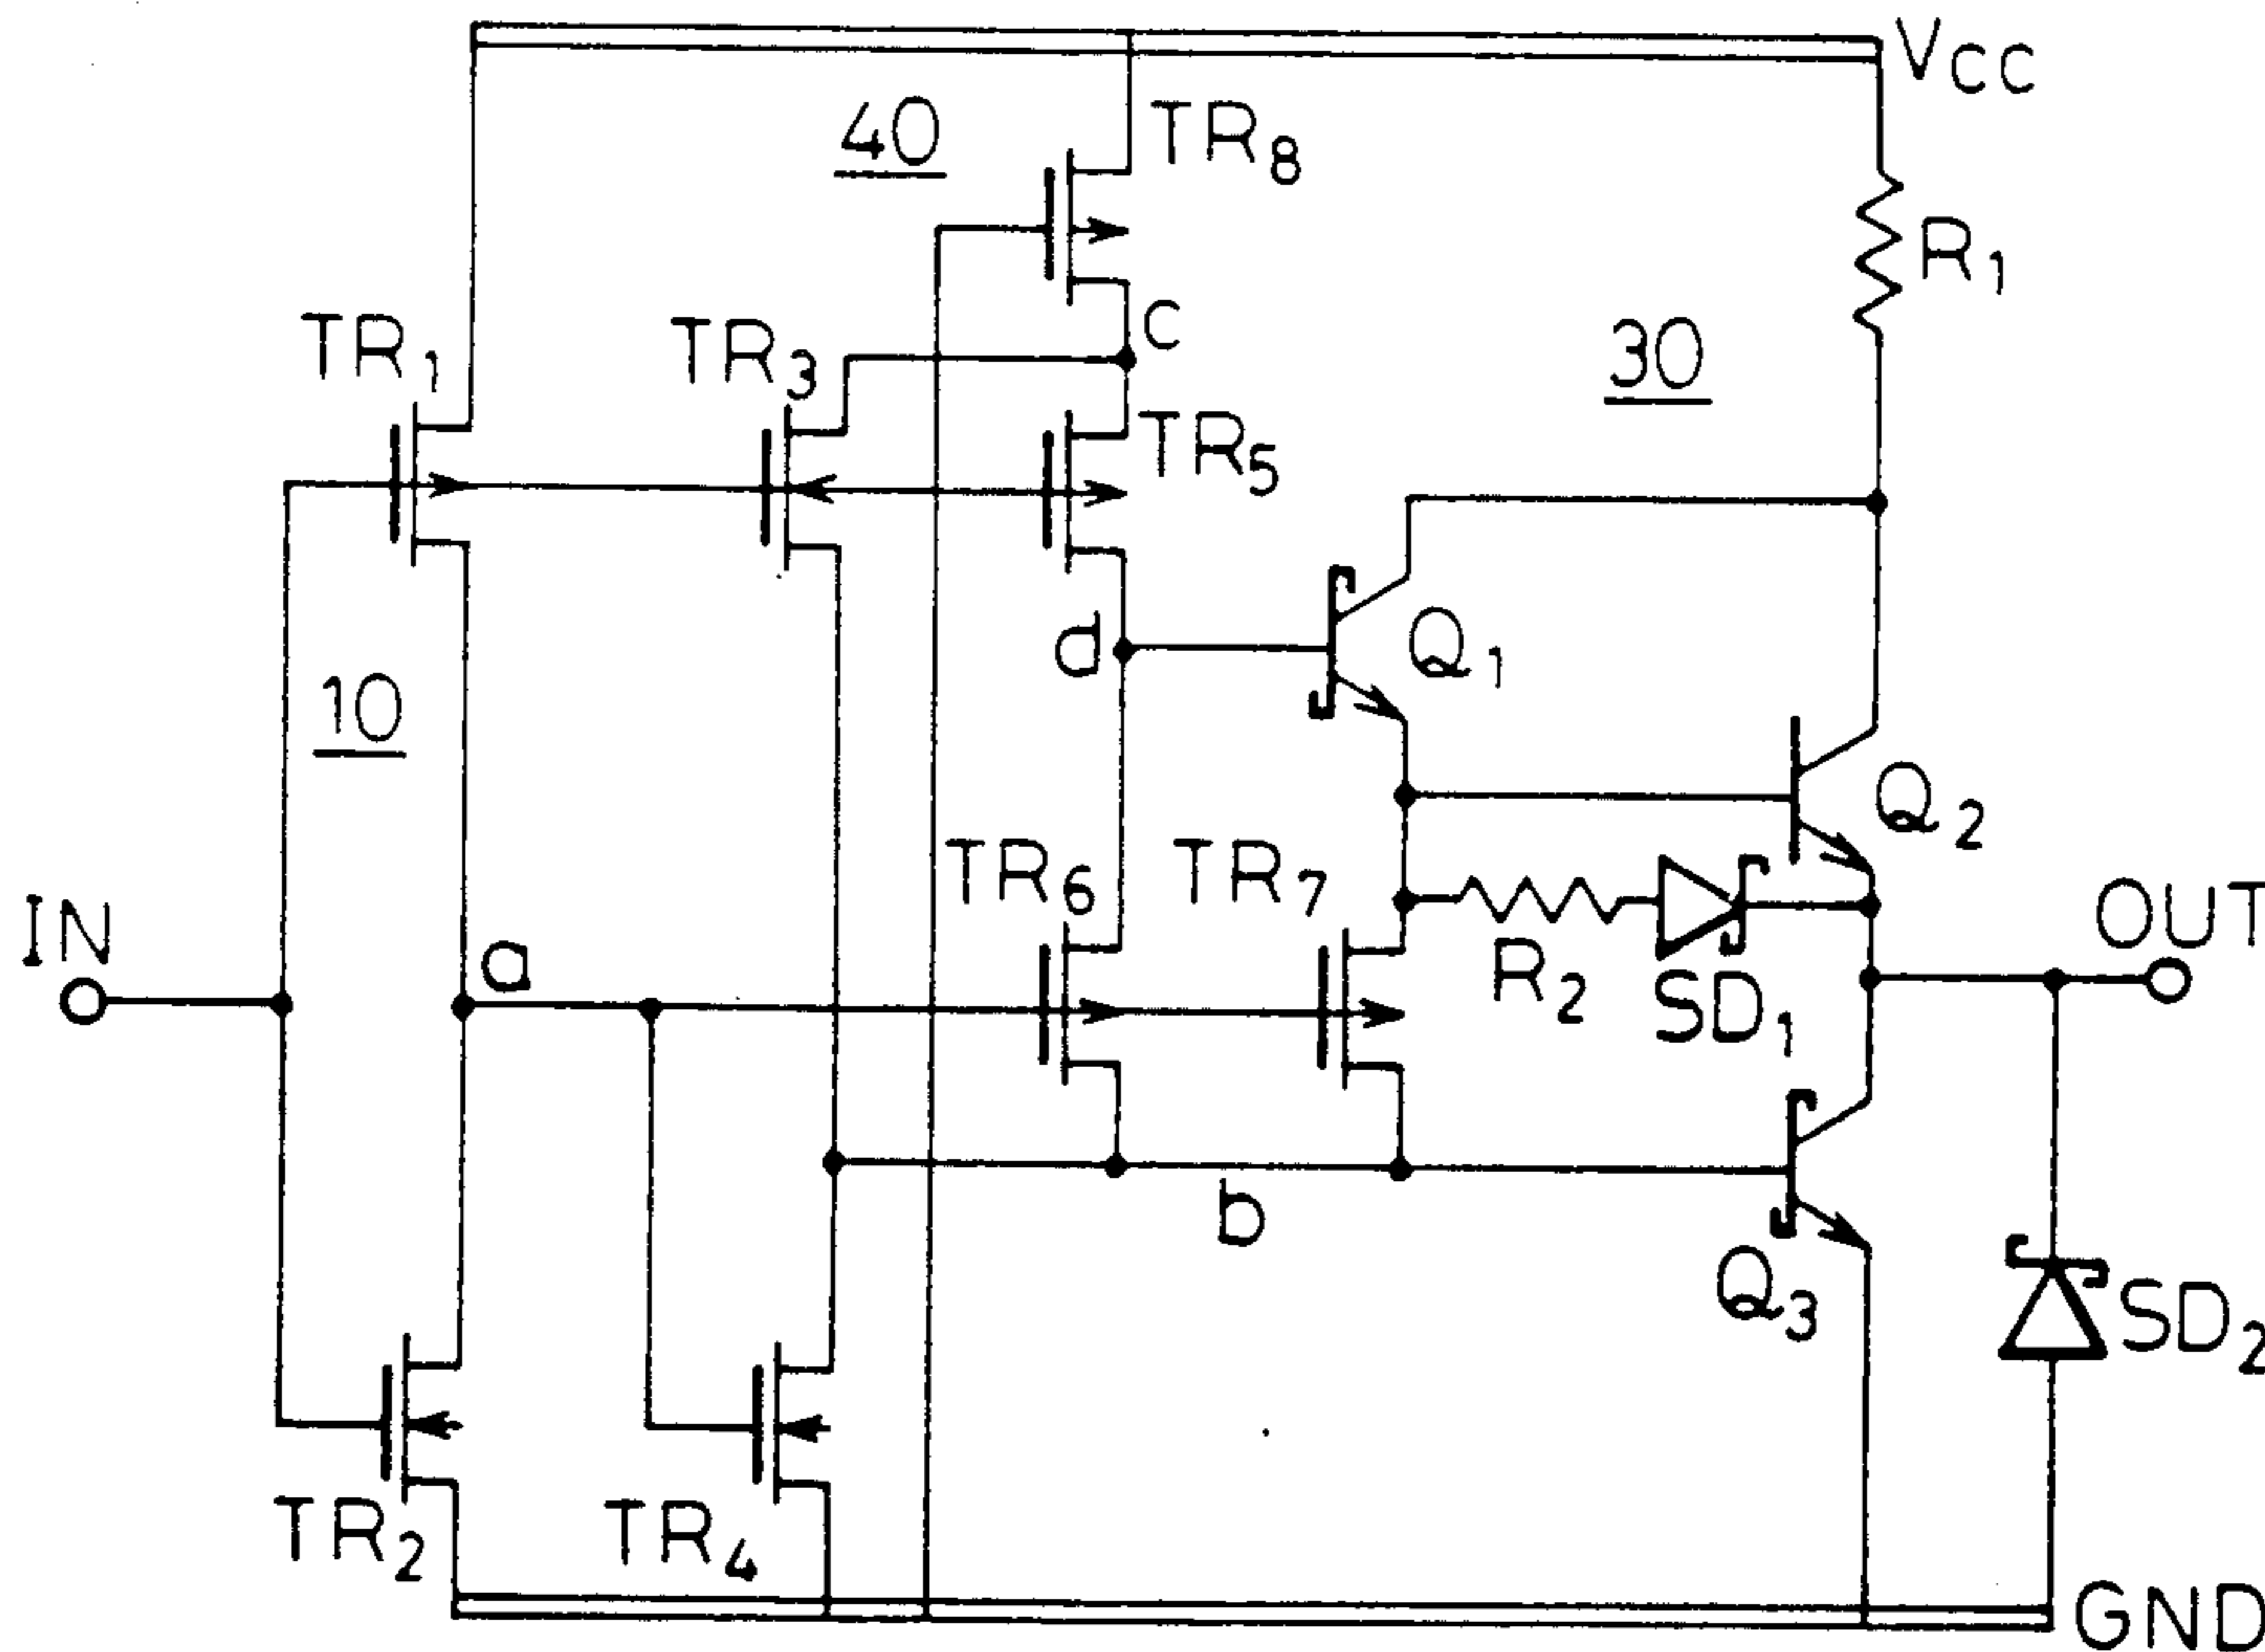 VCC
40
TR8
R1
C
TR1
TR3
30
TR5
d
Q1
10
Q2
TR6
TR7
IN
a
OUT
R2
SD1
b
Q3
SD2
TR2
TR4
GND